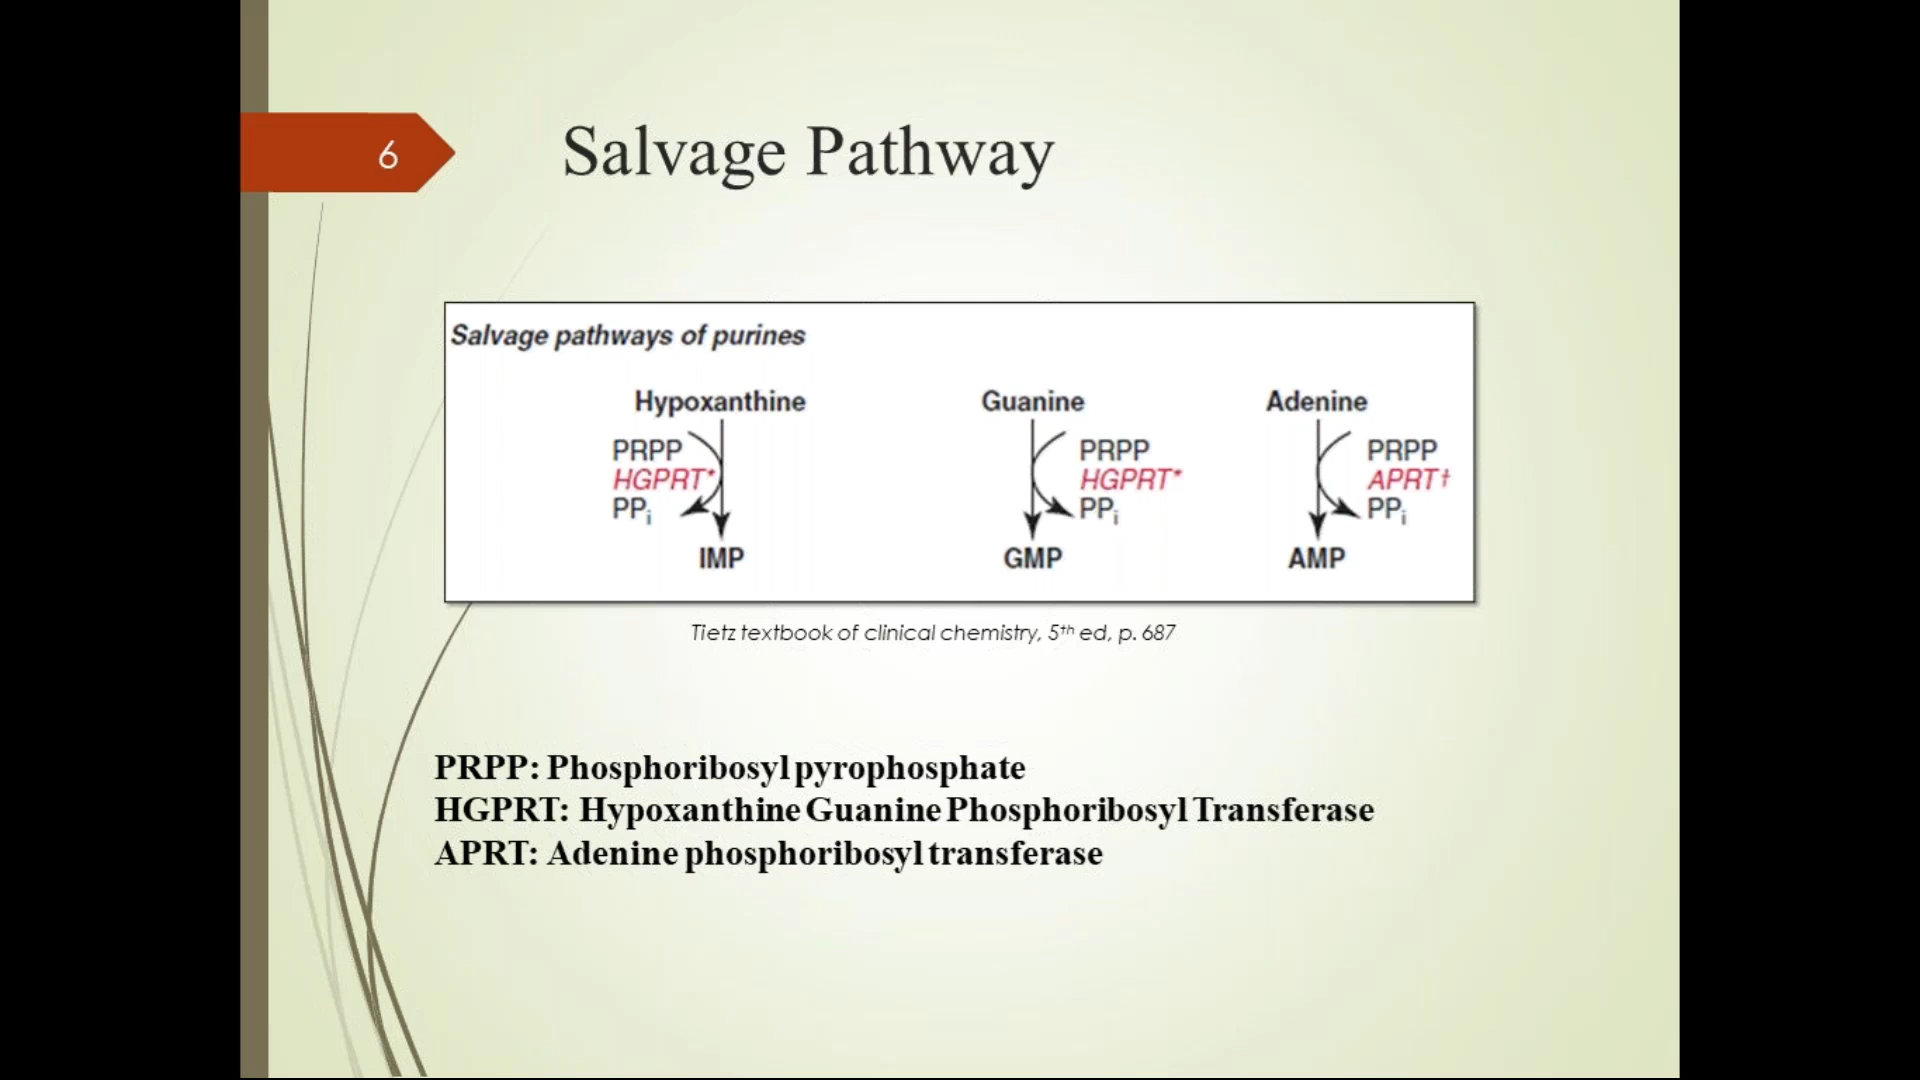 6
Salvage Pathway
Salvage pathways of purines
Hypoxanthine Guanine Adenine
PRPP PRPP PRPP
HGPRT* HGPRT* APRT†
PPi PPi PPi
IMP GMP AMP
Tietz textbook of clinical chemistry, 5th ed, p. 687
PRPP: Phosphoribosyl pyrophosphate
HGPRT: Hypoxanthine Guanine Phosphoribosyl Transferase
APRT: Adenine phosphoribosyl transferase